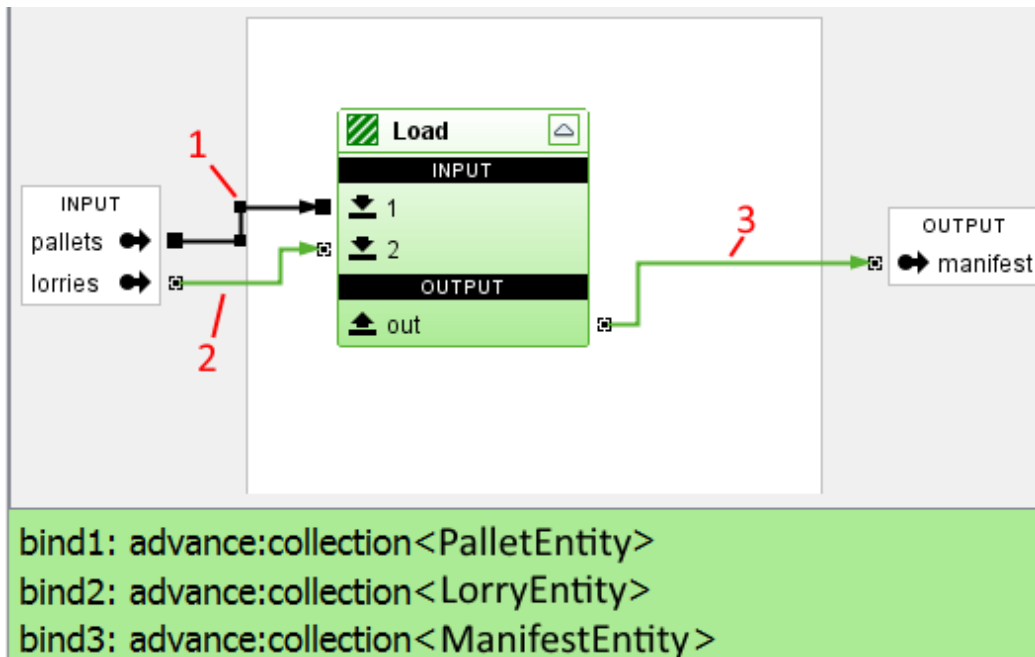 1
Load
INPUT
INPUT
1
3
OUTPUT
pallets
2
manifest
lorries
OUTPUT
out
2
bind1: advance:collection<PalletEntity>
bind2: advance:collection<LorryEntity>
bind3: advance:collection<ManifestEntity>